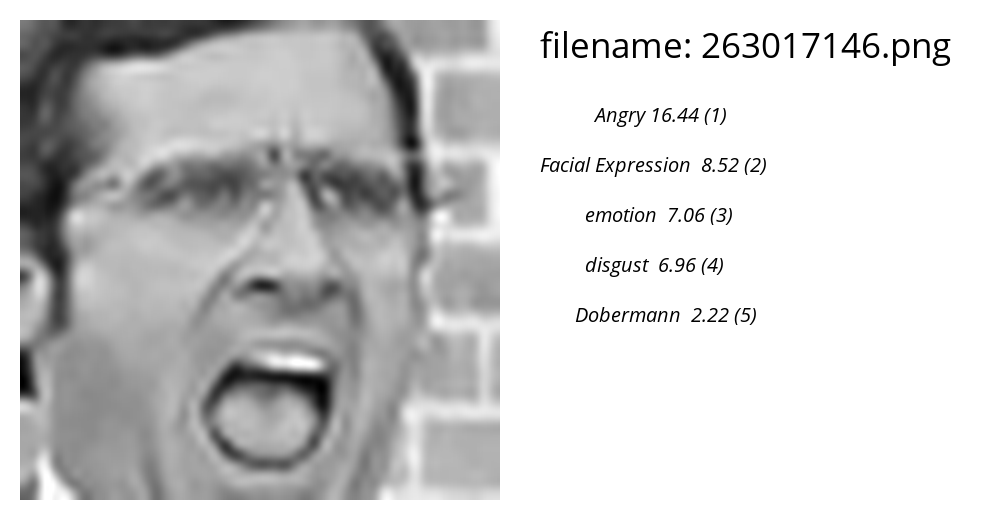 filename: 263017146.png
Angry 16.44 (1)
Facial Expression 8.52 (2)
emotion 7.06 (3)
disgust 6.96 (4)
Dobermann 2.22 (5)